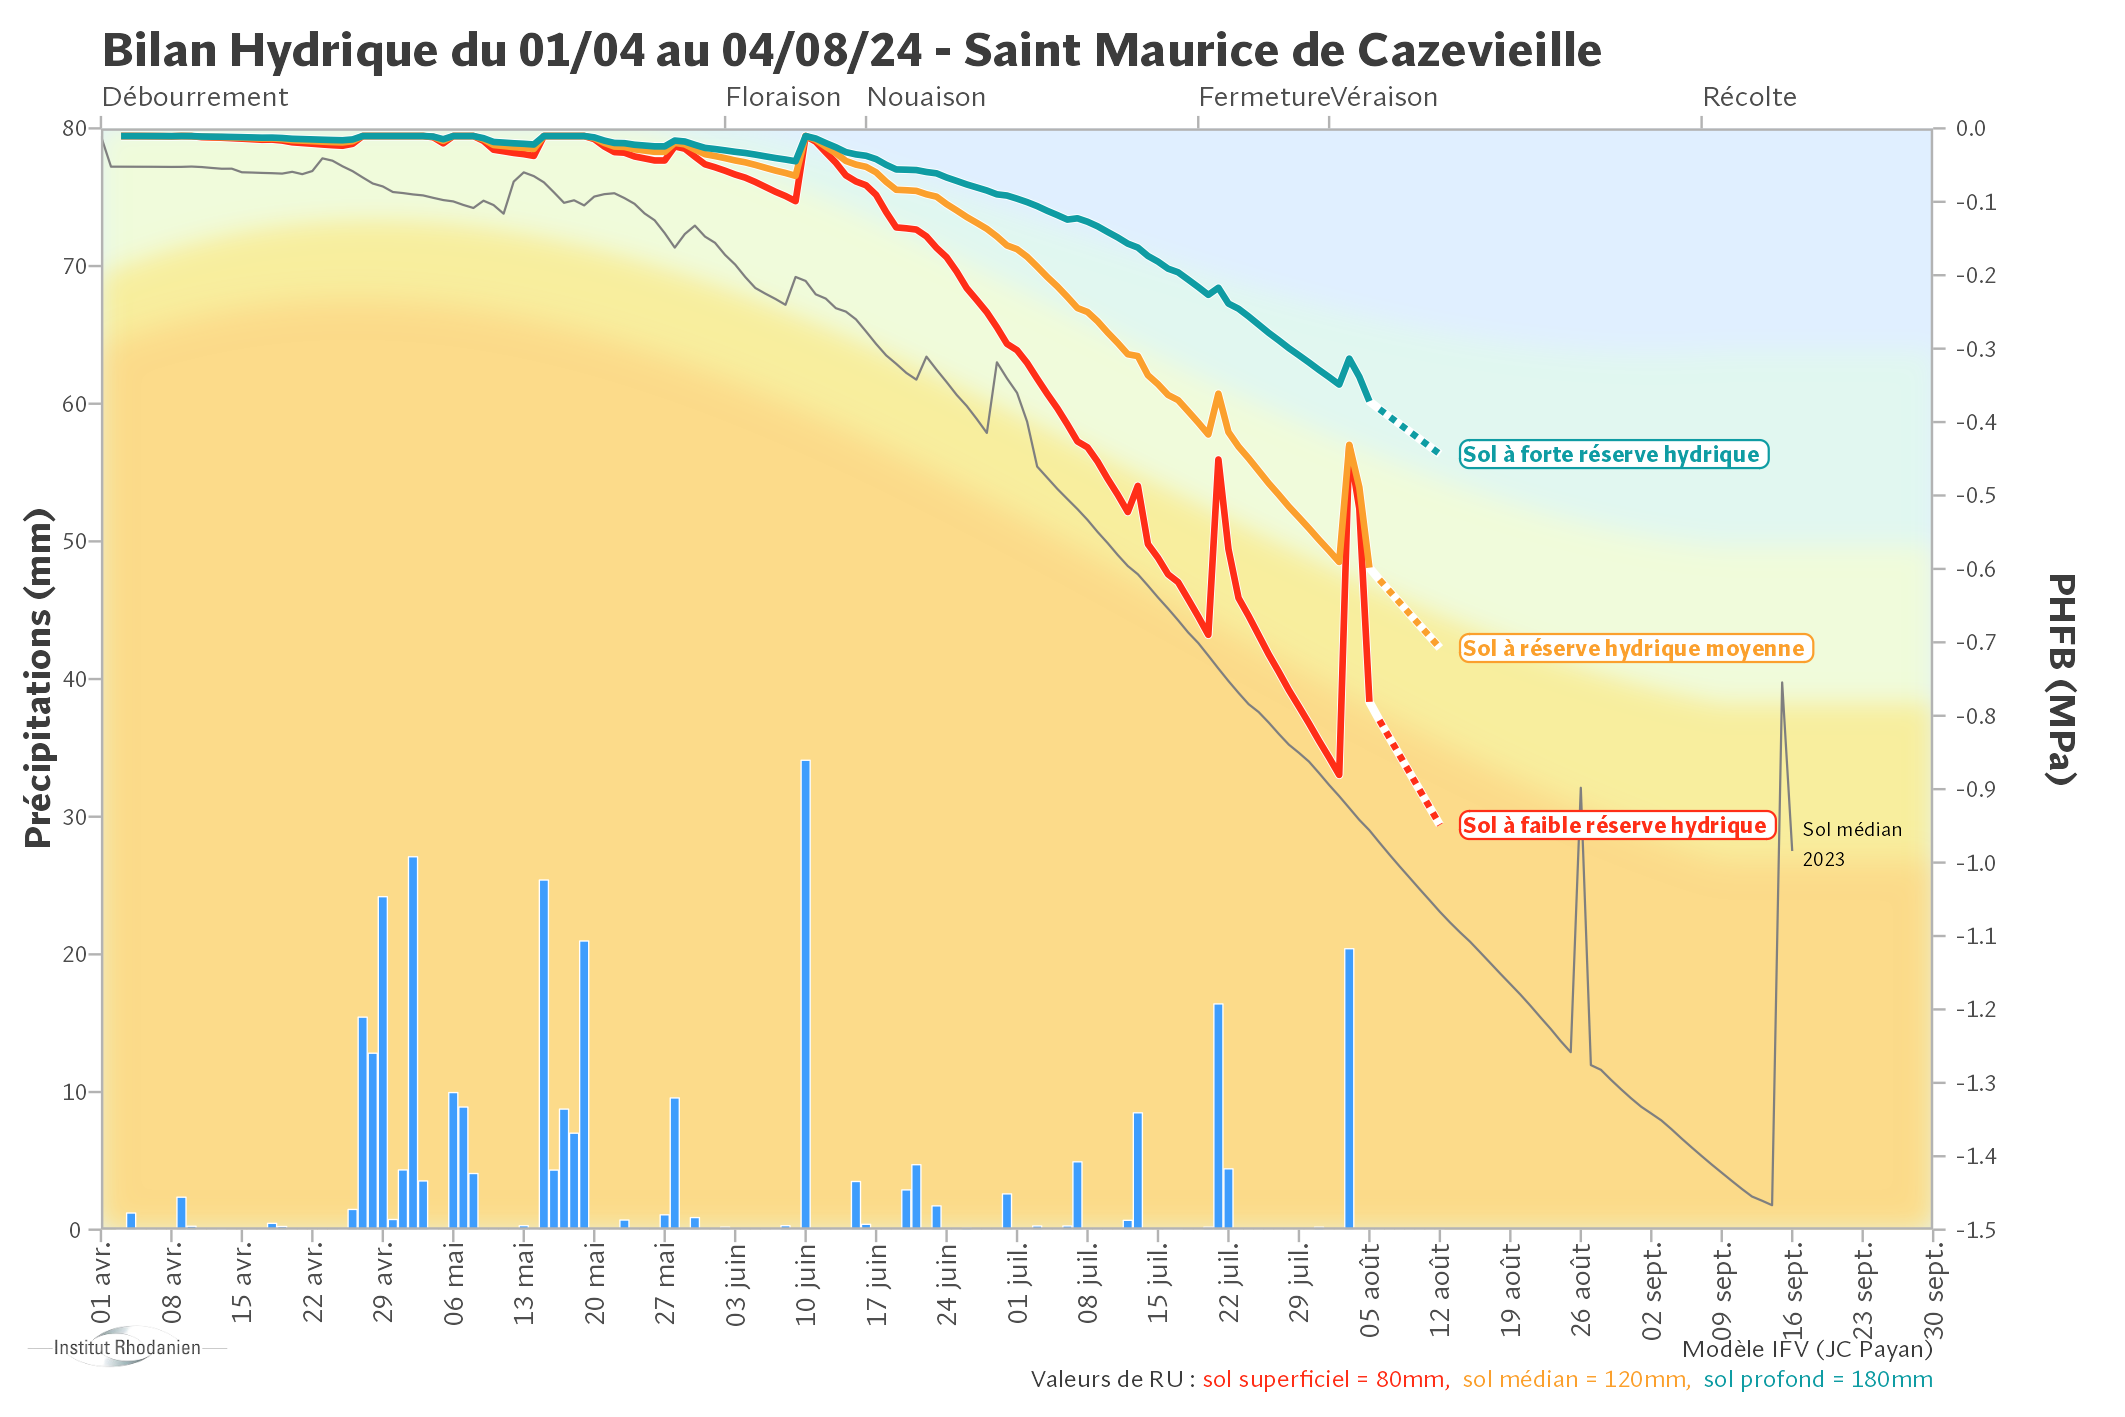 Bilan Hydrique du 01/04 au 04/08/24 - Saint Maurice de Cazevieille
Débourrement
Floraison
Nouaison
Fermeture
Véraison
Récolte
Précipitations (mm)
80
70
60
50
40
30
20
10
0
PHFB (MPa)
0.0
-0.1
-0.2
-0.3
-0.4
-0.5
-0.6
-0.7
-0.8
-0.9
-1.0
-1.1
-1.2
-1.3
-1.4
-1.5
Sol à forte réserve hydrique
Sol à réserve hydrique moyenne
Sol à faible réserve hydrique
Sol médian
2023
01 avr.
08 avr.
15 avr.
22 avr.
29 avr.
06 mai
13 mai
20 mai
27 mai
03 juin
10 juin
17 juin
24 juin
01 juil.
08 juil.
15 juil.
22 juil.
29 juil.
05 août
12 août
19 août
26 août
02 sept.
09 sept.
16 sept.
23 sept.
30 sept.
Institut Rhodanien
Modèle IFV (JC Payan)
Valeurs de RU : sol superficiel = 80mm, sol médian = 120mm, sol profond = 180mm